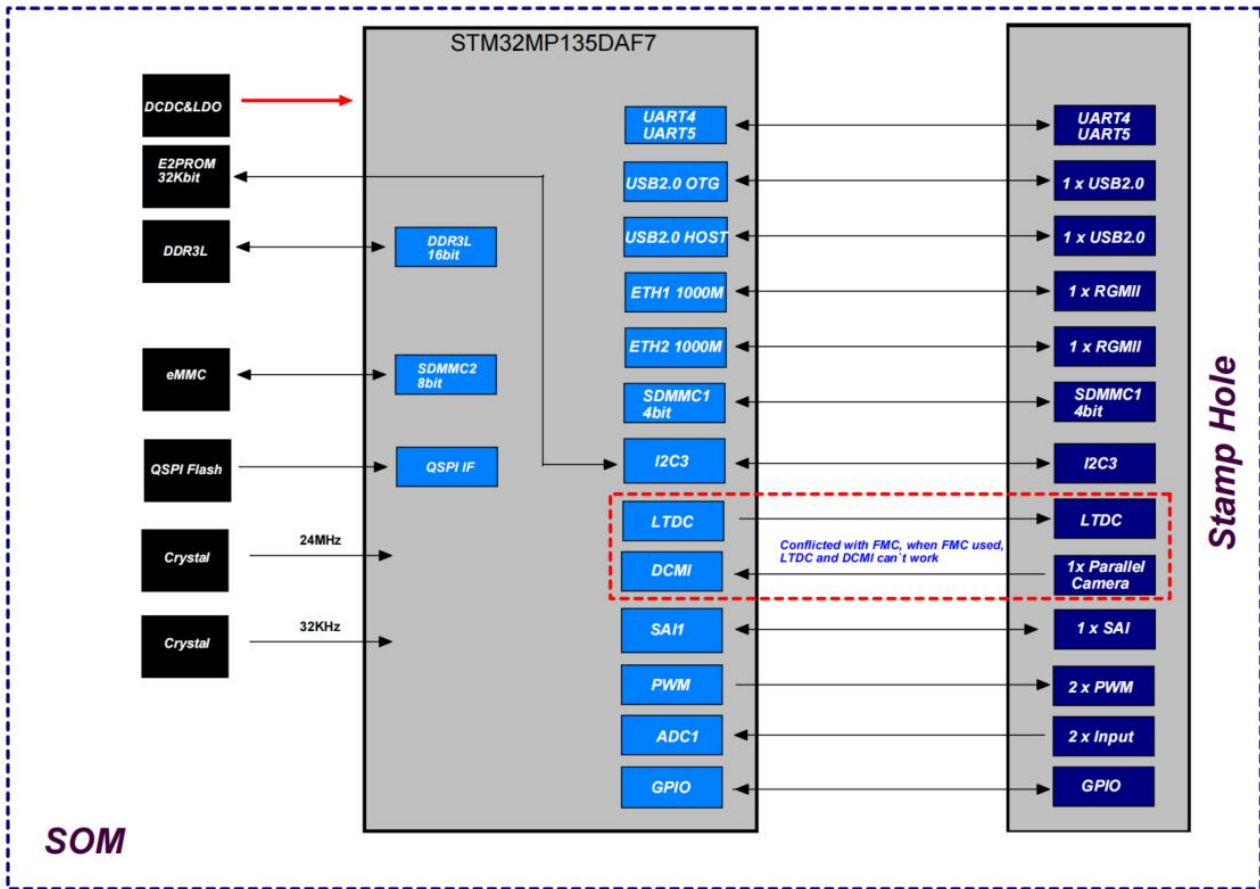 STM32MP135DAF7
DCDC&LDO
E2PROM
32Kbit
DDR3L
eMMC
QSPI Flash
Crystal
24MHz
Crystal
32KHz
DDR3L
16bit
SDMMC2
8bit
QSPI IF
UART4
UART5
USB2.0 OTG
USB2.0 HOST
ETH1 1000M
ETH2 1000M
SDMMC1
4bit
I2C3
LTDC
DCMI
SAI1
PWM
ADC1
GPIO
Conflicted with FMC, when FMC used,
LTDC and DCMI can`t work
UART4
UART5
1 x USB2.0
1 x USB2.0
1 x RGMII
1 x RGMII
SDMMC1
4bit
I2C3
LTDC
1x Parallel
Camera
1 x SAI
2 x PWM
2 x Input
GPIO
Stamp Hole
SOM